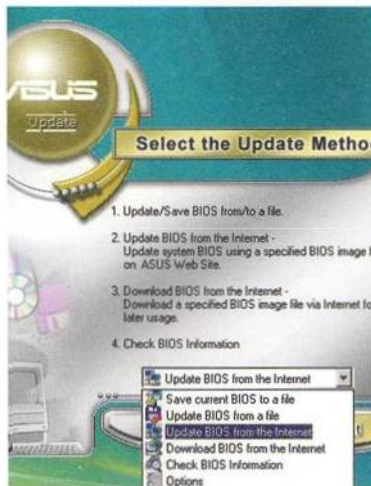 ASUS
Update
Select the Update Metho
1. Update/Save BIOS from/to a file.
2. Update BIOS from the Internet -
Update system BIOS using a specified BIOS image f
on ASUS Web Site.
3. Download BIOS from the Internet -
Download a specified BIOS image file via Internet fo
later usage.
4. Check BIOS Information
Update BIOS from the Internet
Save current BIOS to a file
Update BIOS from a file
Update BIOS from the Internet
Download BIOS from the Internet
Check BIOS Information
Options